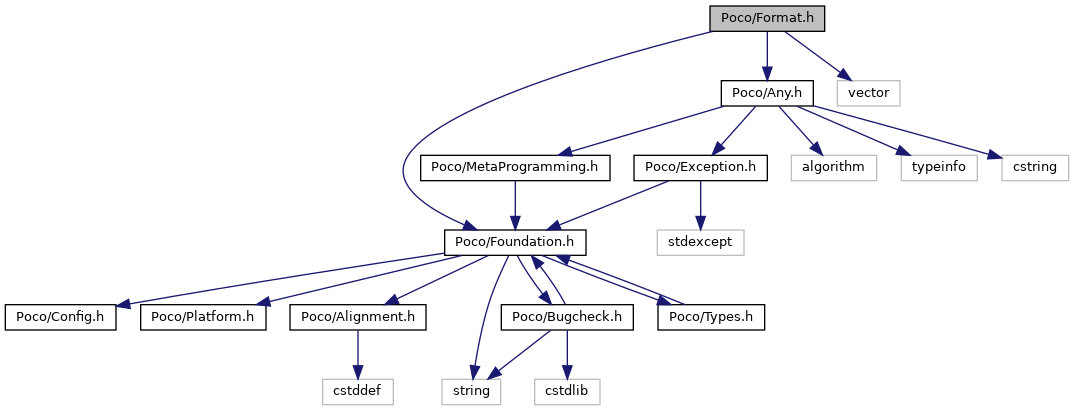 Poco/Format.h
Poco/Any.h
vector
Poco/MetaProgramming.h
Poco/Exception.h
algorithm
typeinfo
cstring
Poco/Foundation.h
stdexcept
Poco/Config.h
Poco/Platform.h
Poco/Alignment.h
Poco/Bugcheck.h
Poco/Types.h
cstddef
string
cstdlib